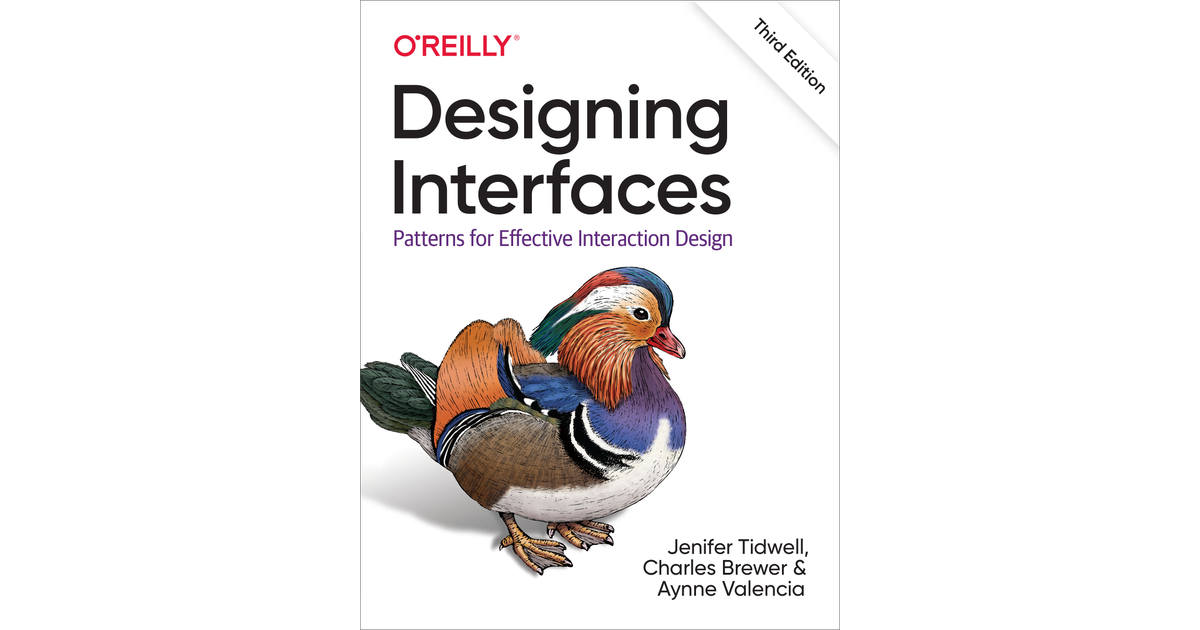 O'REILLY®
Third Edition
Designing
Interfaces
Patterns for Effective Interaction Design
Jenifer Tidwell,
Charles Brewer &
Aynne Valencia